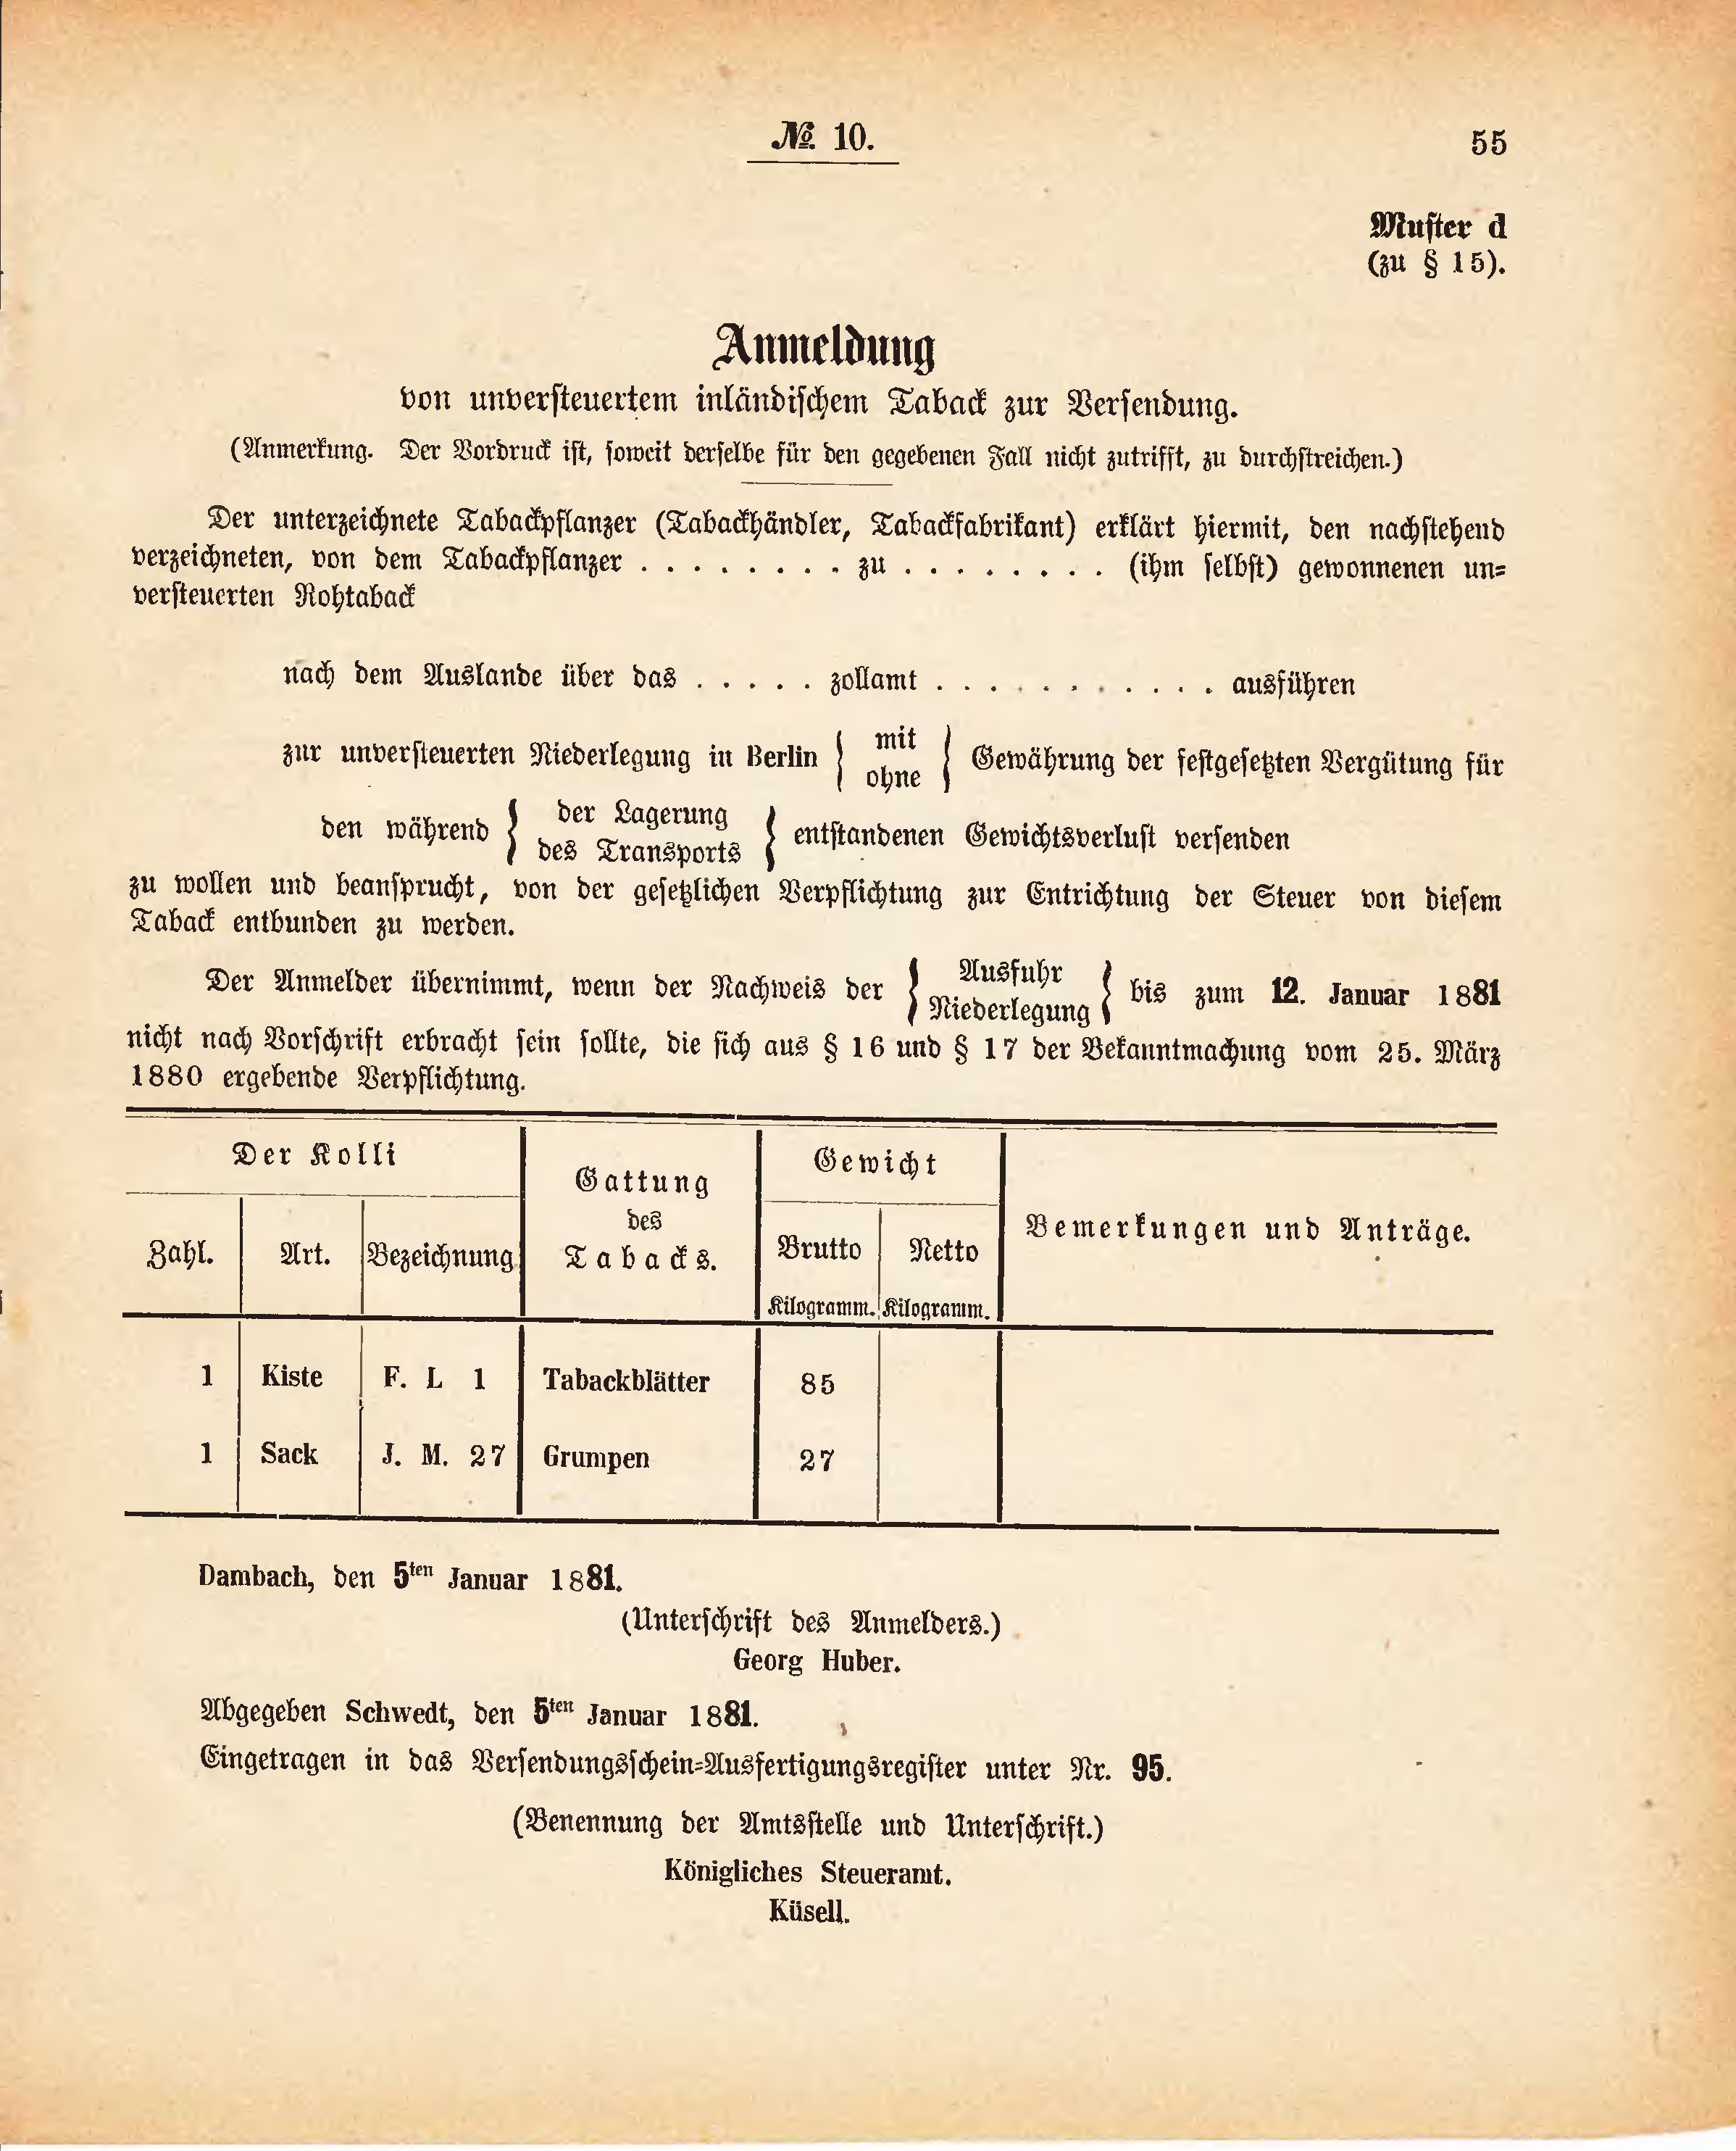 №. 10.
55
Muſter d
(zu § 15).
Anmeldung
von unverſteuertem inländiſchem Taback zur Verſendung.
(Anmerkung. Der Vordruck iſt, ſoweit derſelbe für den gegebenen Fall nicht zutrifft, zu durchſtreichen.)
Der unterzeichnete Tabackpflanzer (Tabackhändler, Tabackfabrikant) erklärt hiermit, den nachſtehend
verzeichneten, von dem Tabackpflanzer . . . . . . . . zu . . . . . . . . (ihm ſelbſt) gewonnenen un=
verſteuerten Rohtaback
nach dem Auslande über das . . . . . zollamt . . . . . . . . . . . ausführen
zur unverſteuerten Niederlegung in Berlin { mit } Gewährung der feſtgeſetzten Vergütung für
ohne
den während { der Lagerung } entſtandenen Gewichtsverluſt verſenden
des Transports
zu wollen und beanſprucht, von der geſetzlichen Verpflichtung zur Entrichtung der Steuer von dieſem
Taback entbunden zu werden.
Der Anmelder übernimmt, wenn der Nachweis der { Ausfuhr } bis zum 12. Januar 1881
Niederlegung
nicht nach Vorſchrift erbracht ſein ſollte, die ſich aus § 16 und § 17 der Bekanntmachung vom 25. März
1880 ergebende Verpflichtung.
Der Kolli
Gattung
des
Tabacks.
Gewicht
Bemerkungen und Anträge.
Zahl. Art. Bezeichnung
Brutto Netto
Kilogramm. Kilogramm.
1 Kiste F. L 1 Tabackblätter 85
1 Sack J. M. 27 Grumpen 27
Dambach, den 5ten Januar 1881.
(Unterſchrift des Anmelders.)
Georg Huber.
Abgegeben Schwedt, den 5ten Januar 1881.
Eingetragen in das Verſendungsſchein=Ausfertigungsregiſter unter Nr. 95.
(Benennung der Amtsſtelle und Unterſchrift.)
Königliches Steueramt.
Küsell.